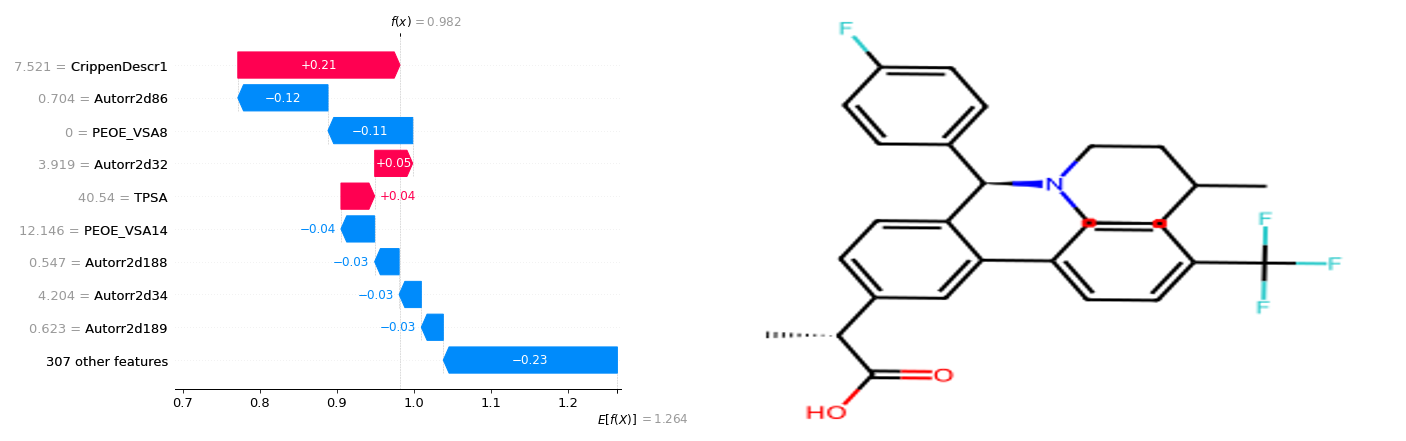 f(x) = 0.982
7.521 = CrippenDescr1
+0.21
0.704 = Autorr2d86
−0.12
0 = PEOE_VSA8
−0.11
3.919 = Autorr2d32
+0.05
40.54 = TPSA
+0.04
12.146 = PEOE_VSA14
−0.04
0.547 = Autorr2d188
−0.03
4.204 = Autorr2d34
−0.03
0.623 = Autorr2d189
−0.03
307 other features
−0.23
0.7 0.8 0.9 1.0 1.1 1.2
E[f(X)] = 1.264
F
N
F
F
F
O
HO